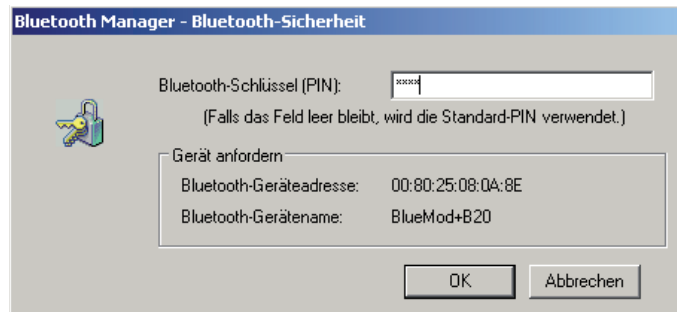 Bluetooth Manager - Bluetooth-Sicherheit
Bluetooth-Schlüssel (PIN): ****
(Falls das Feld leer bleibt, wird die Standard-PIN verwendet.)
Gerät anfordern
Bluetooth-Geräteadresse: 00:80:25:08:0A:8E
Bluetooth-Gerätename: BlueMod+B20
OK Abbrechen